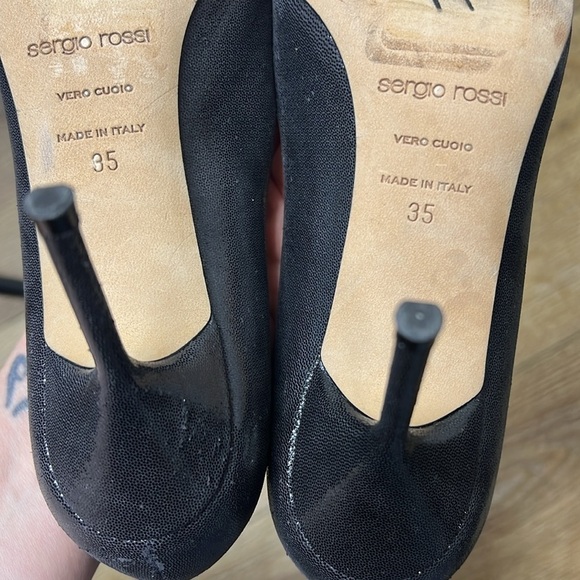 sergio rossi
VERO CUOIO
MADE IN ITALY
35
sergio rossi
VERO CUOIO
MADE IN ITALY
35